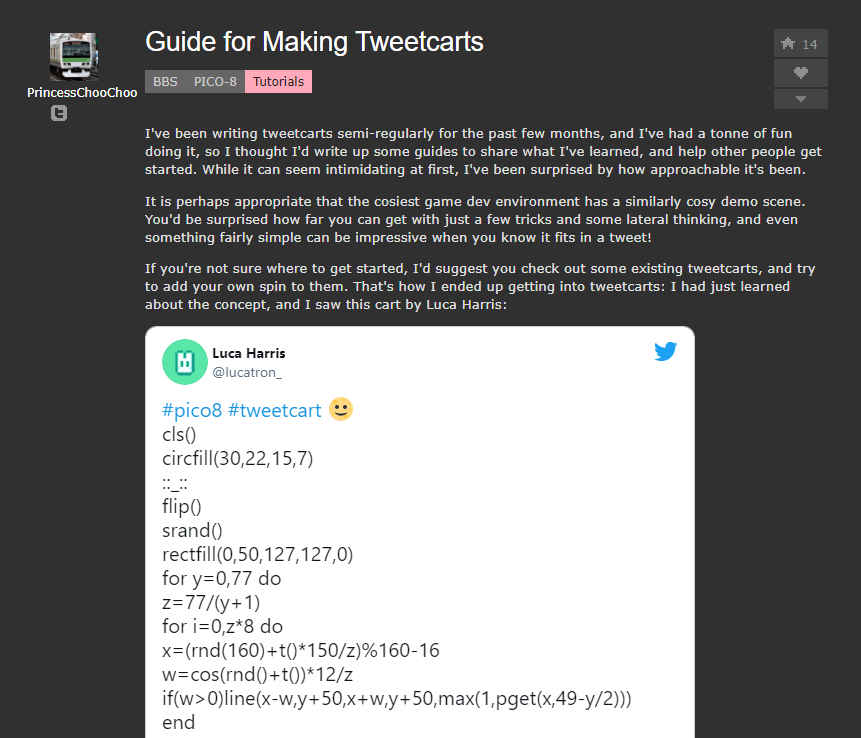 Guide for Making Tweetcarts
14
PrincessChooChoo
BBS PICO-8 Tutorials
I've been writing tweetcarts semi-regularly for the past few months, and I've had a tonne of fun
doing it, so I thought I'd write up some guides to share what I've learned, and help other people get
started. While it can seem intimidating at first, I've been surprised by how approachable it's been.
It is perhaps appropriate that the cosiest game dev environment has a similarly cosy demo scene.
You'd be surprised how far you can get with just a few tricks and some lateral thinking, and even
something fairly simple can be impressive when you know it fits in a tweet!
If you're not sure where to get started, I'd suggest you check out some existing tweetcarts, and try
to add your own spin to them. That's how I ended up getting into tweetcarts: I had just learned
about the concept, and I saw this cart by Luca Harris:
Luca Harris
@lucatron_
#pico8 #tweetcart 🙂
cls()
circfill(30,22,15,7)
::_::
flip()
srand()
rectfill(0,50,127,127,0)
for y=0,77 do
z=77/(y+1)
for i=0,z*8 do
x=(rnd(160)+t()*150/z)%160-16
w=cos(rnd()+t())*12/z
if(w>0)line(x-w,y+50,x+w,y+50,max(1,pget(x,49-y/2)))
end